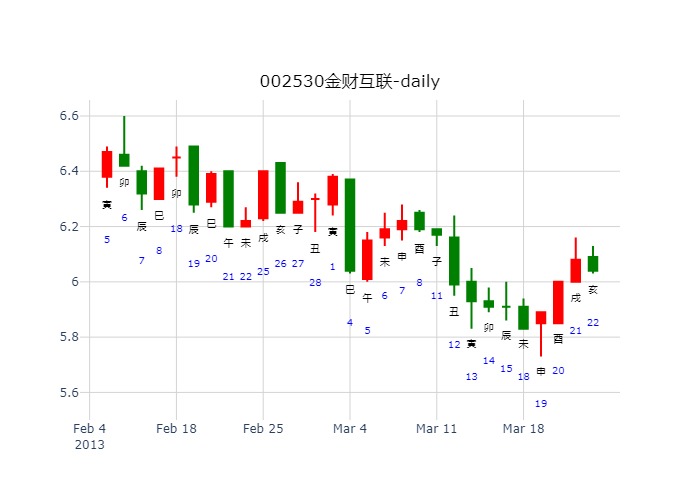 002530金财互联-daily
6.6
6.4
6.2
6
5.8
5.6
寅
卯
辰
巳
卯
辰
巳
午
未
戌
亥
子
丑
寅
巳
午
未
申
酉
子
丑
寅
卯
辰
未
申
酉
戌
亥
5
6
7
8
18
19
20
21
22
25
26
27
28
1
4
5
6
7
8
11
12
13
14
15
18
19
20
21
22
Feb 4
2013
Feb 18
Feb 25
Mar 4
Mar 11
Mar 18